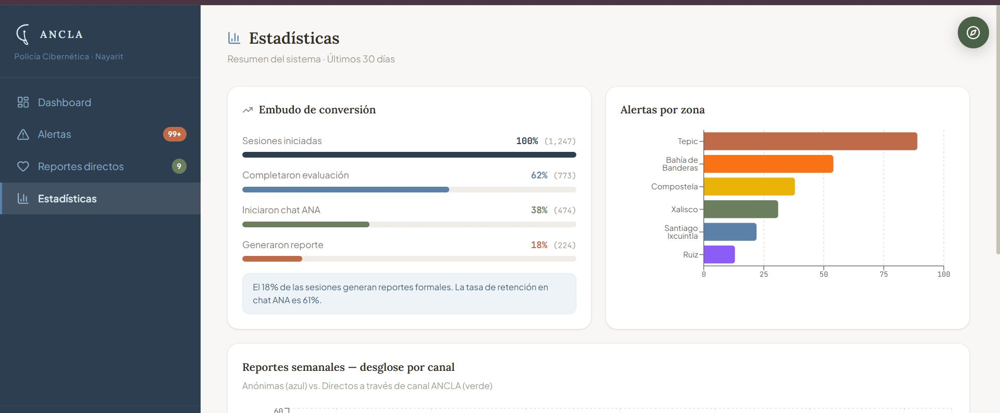 ANCLA
Policía Cibernética · Nayarit
Dashboard
Alertas 99+
Reportes directos 9
Estadísticas
Estadísticas
Resumen del sistema · Últimos 30 días
Embudo de conversión
Sesiones iniciadas 100% (1,247)
Completaron evaluación 62% (773)
Iniciaron chat ANA 38% (474)
Generaron reporte 18% (224)
El 18% de las sesiones generan reportes formales. La tasa de retención en
chat ANA es 61%.
Alertas por zona
Tepic
Bahía de
Banderas
Compostela
Xalisco
Santiago
Ixcuintla
Ruiz
0 25 50 75 100
Reportes semanales — desglose por canal
Anónimas (azul) vs. Directos a través de canal ANCLA (verde)
60